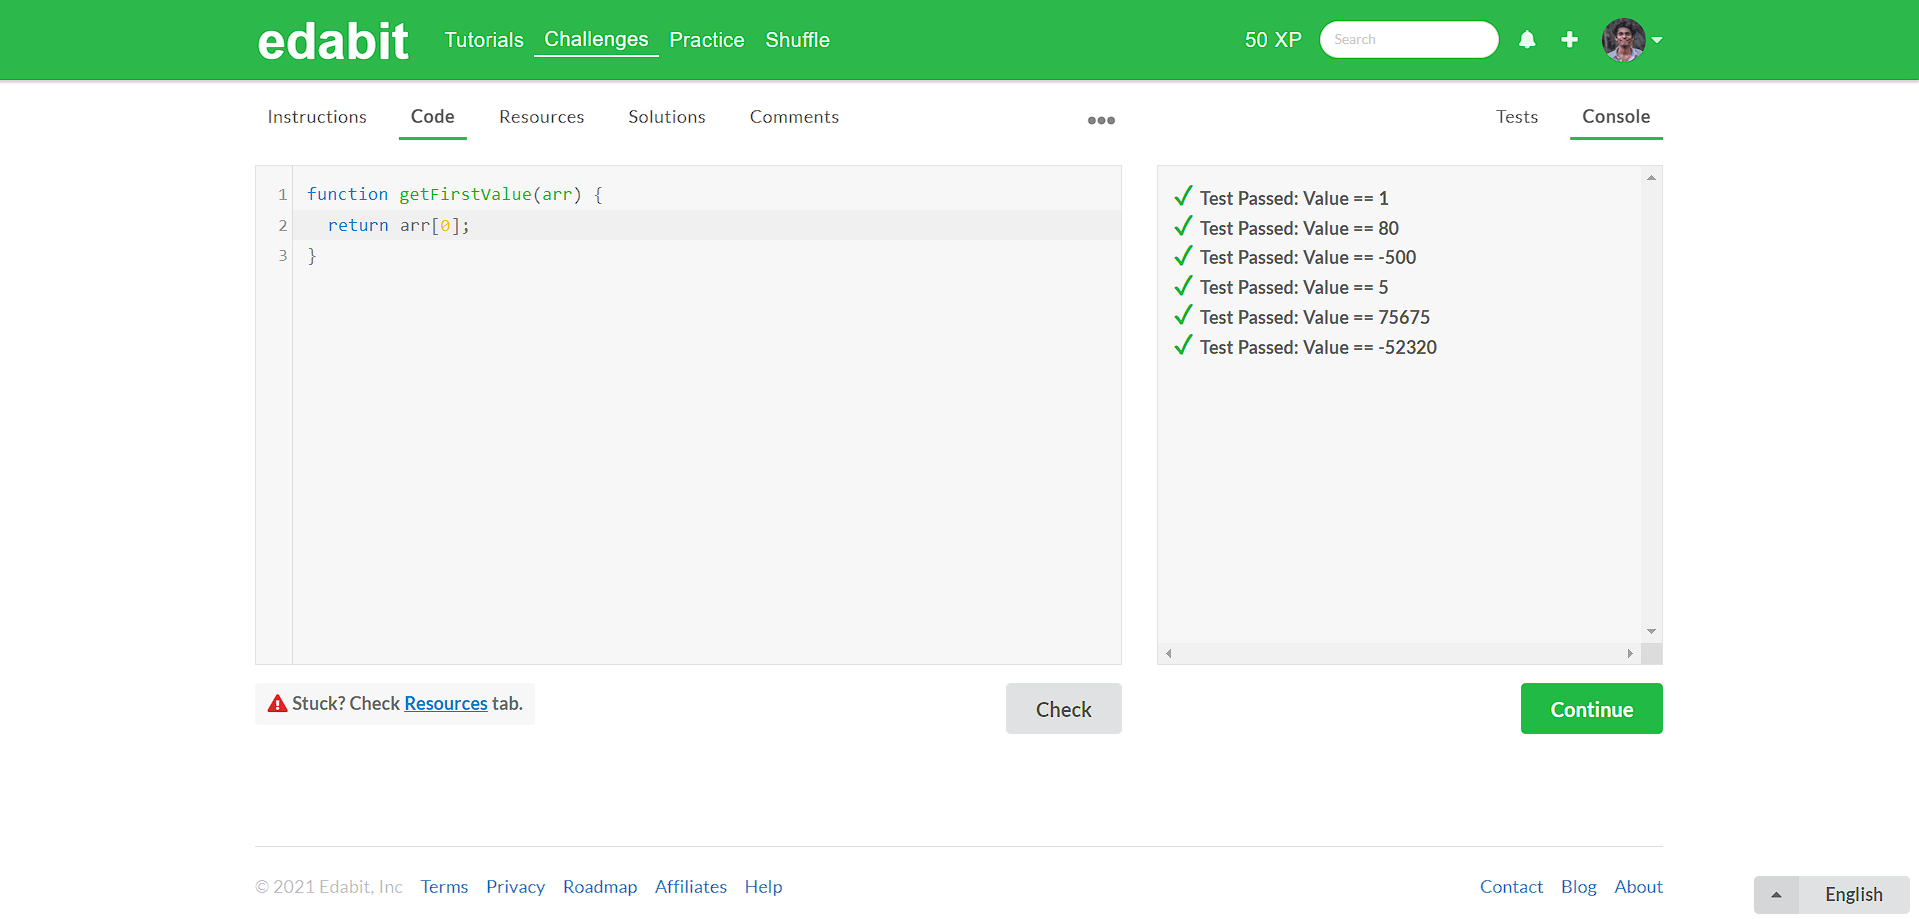 edabit Tutorials Challenges Practice Shuffle 50 XP Search
Instructions Code Resources Solutions Comments Tests Console
1 function getFirstValue(arr) {
2 return arr[0];
3 }
Test Passed: Value == 1
Test Passed: Value == 80
Test Passed: Value == -500
Test Passed: Value == 5
Test Passed: Value == 75675
Test Passed: Value == -52320
Stuck? Check Resources tab.
Check
Continue
© 2021 Edabit, Inc Terms Privacy Roadmap Affiliates Help Contact Blog About
English